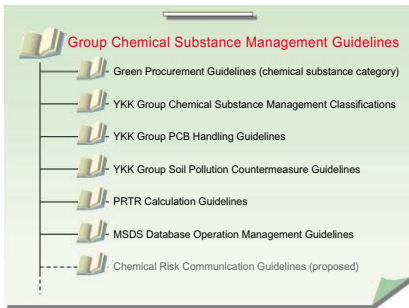 Group Chemical Substance Management Guidelines
Green Procurement Guidelines (chemical substance category)
YKK Group Chemical Substance Management Classifications
YKK Group PCB Handling Guidelines
YKK Group Soil Pollution Countermeasure Guidelines
PRTR Calculation Guidelines
MSDS Database Operation Management Guidelines
Chemical Risk Communication Guidelines (proposed)